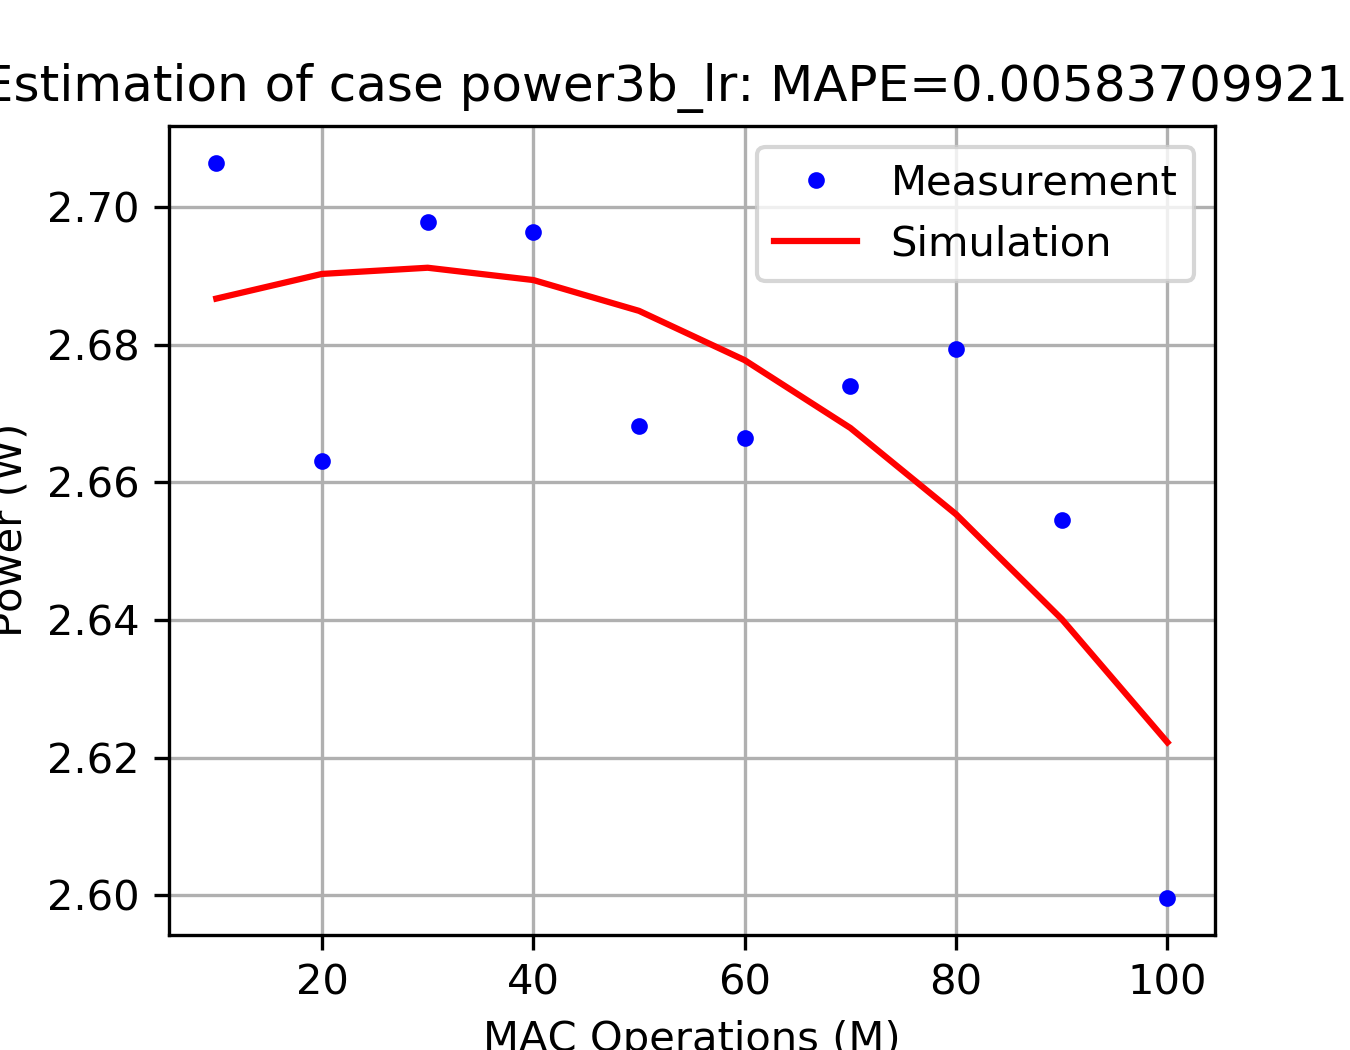 Estimation of case power3b_lr: MAPE=0.00583709921
Measurement
Simulation
Power (W)
2.70
2.68
2.66
2.64
2.62
2.60
20 40 60 80 100
MAC Operations (M)